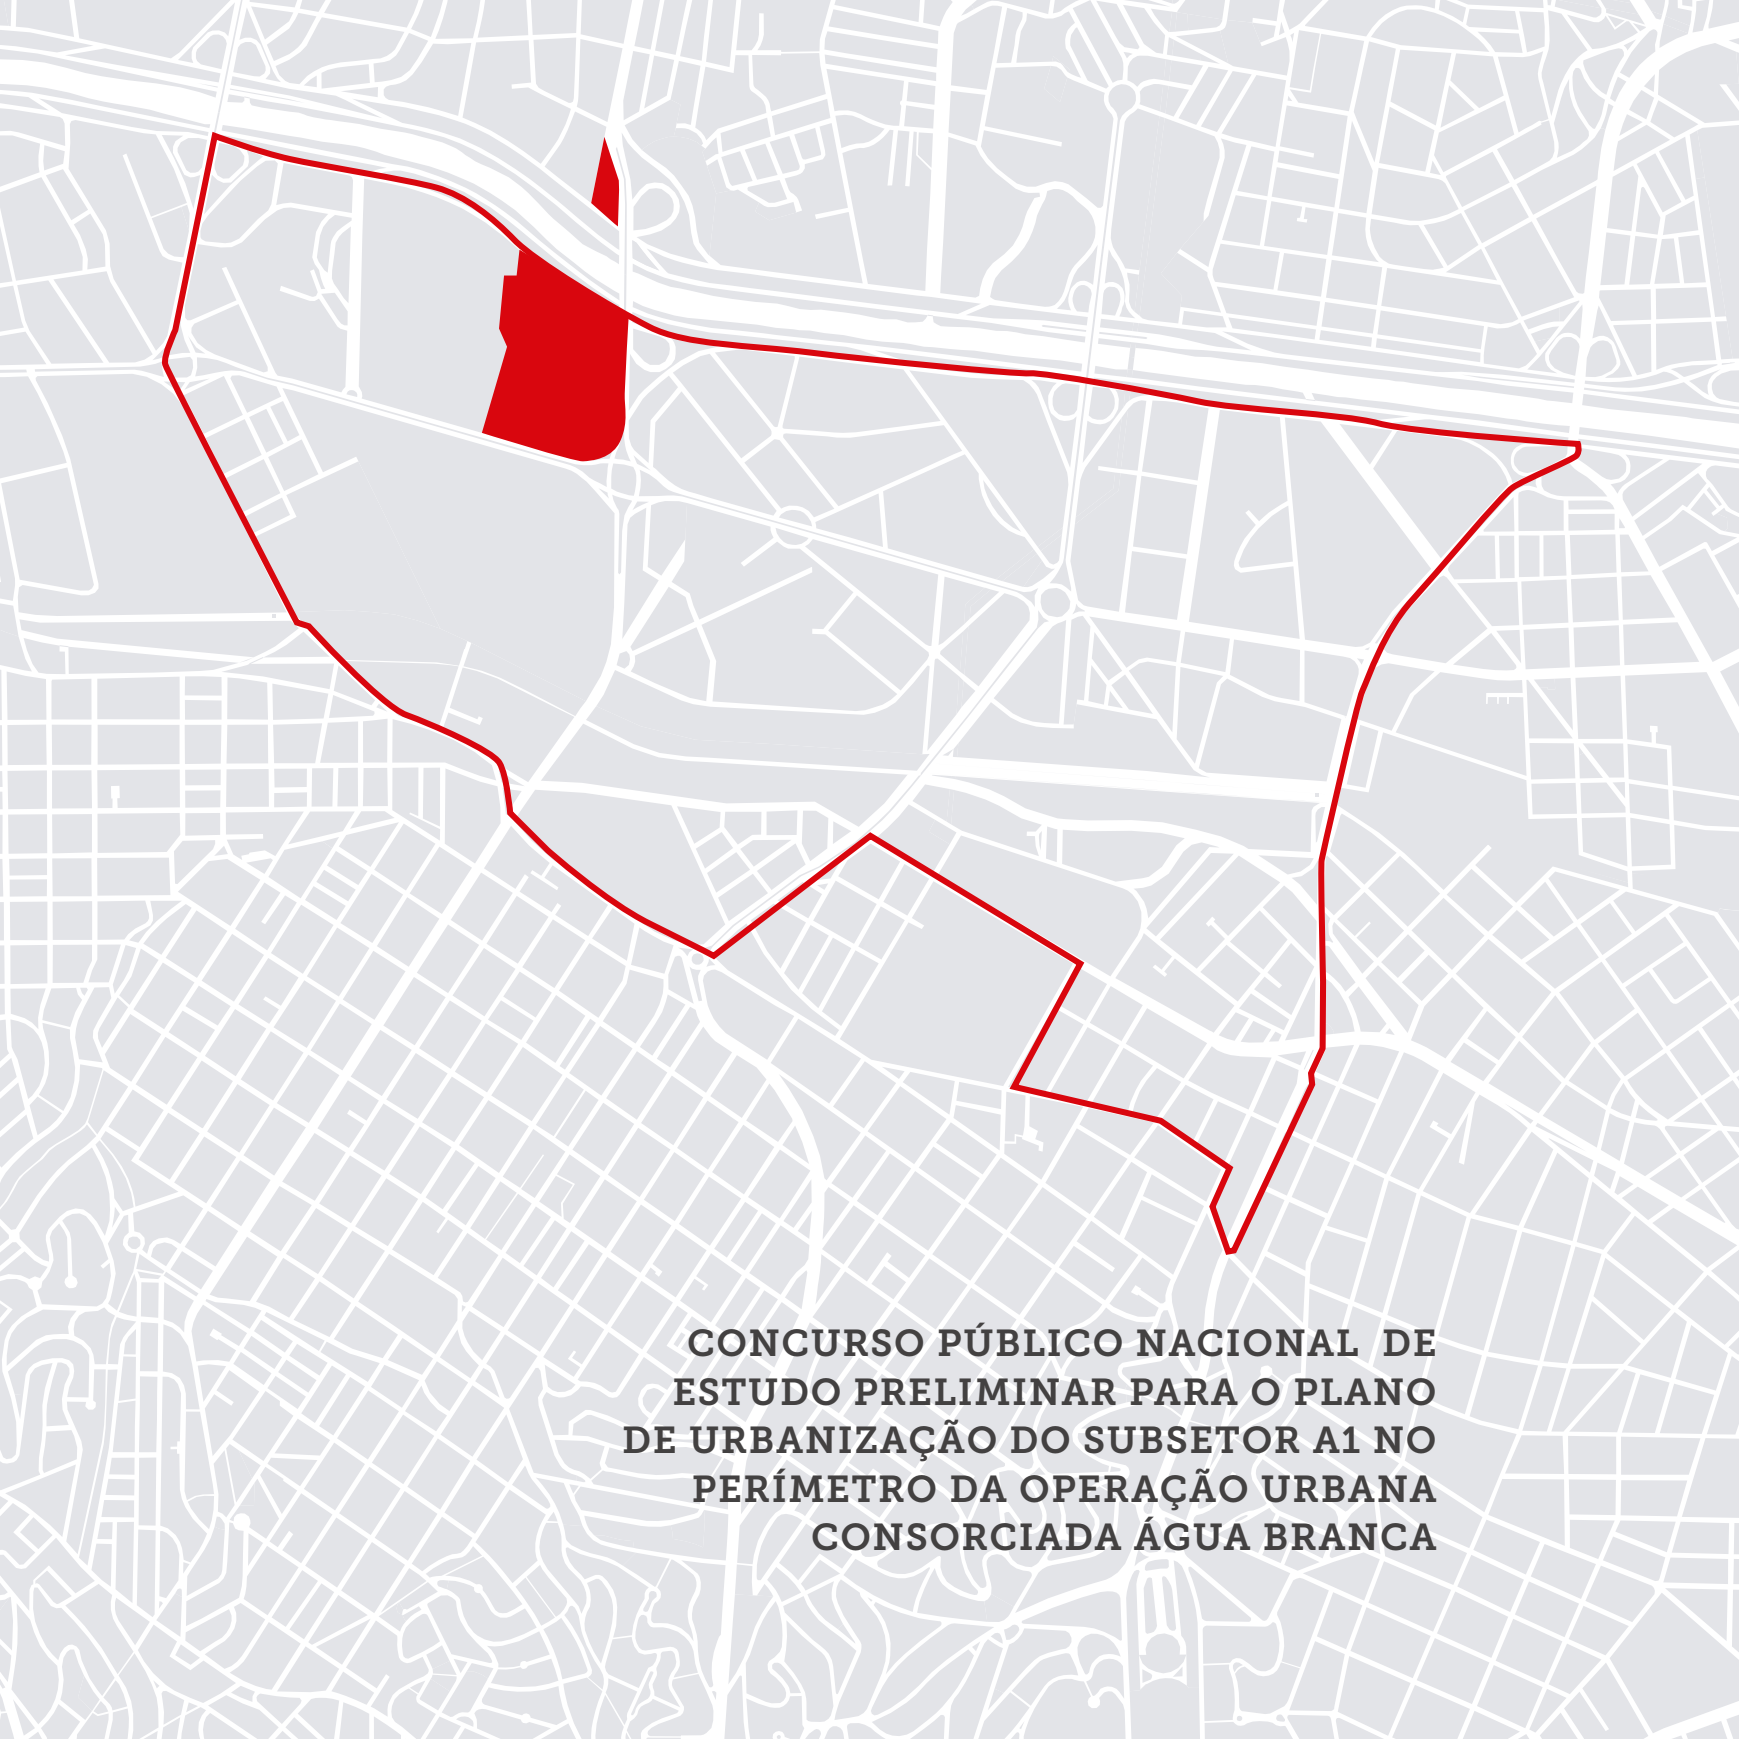 CONCURSO PÚBLICO NACIONAL DE
ESTUDO PRELIMINAR PARA O PLANO
DE URBANIZAÇÃO DO SUBSETOR A1 NO
PERÍMETRO DA OPERAÇÃO URBANA
CONSORCIADA ÁGUA BRANCA